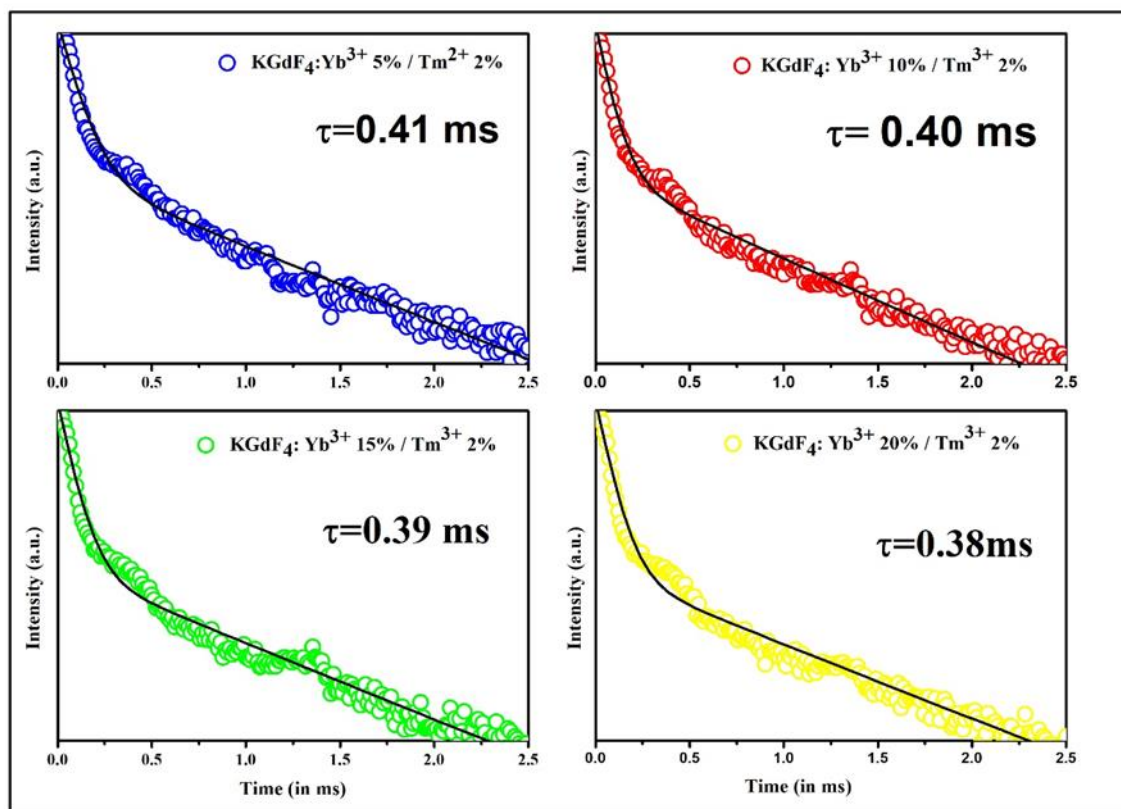 KGdF₄:Yb³⁺ 5% / Tm²⁺ 2%
τ=0.41 ms
Intensity (a.u.)
0.0 0.5 1.0 1.5 2.0 2.5
KGdF₄: Yb³⁺ 10% / Tm³⁺ 2%
τ= 0.40 ms
Intensity (a.u.)
0.0 0.5 1.0 1.5 2.0 2.5
KGdF₄: Yb³⁺ 15% / Tm³⁺ 2%
τ=0.39 ms
Intensity (a.u.)
0.0 0.5 1.0 1.5 2.0 2.5
Time (in ms)
KGdF₄: Yb³⁺ 20% / Tm³⁺ 2%
τ=0.38ms
Intensity (a.u.)
0.0 0.5 1.0 1.5 2.0 2.5
Time (in ms)